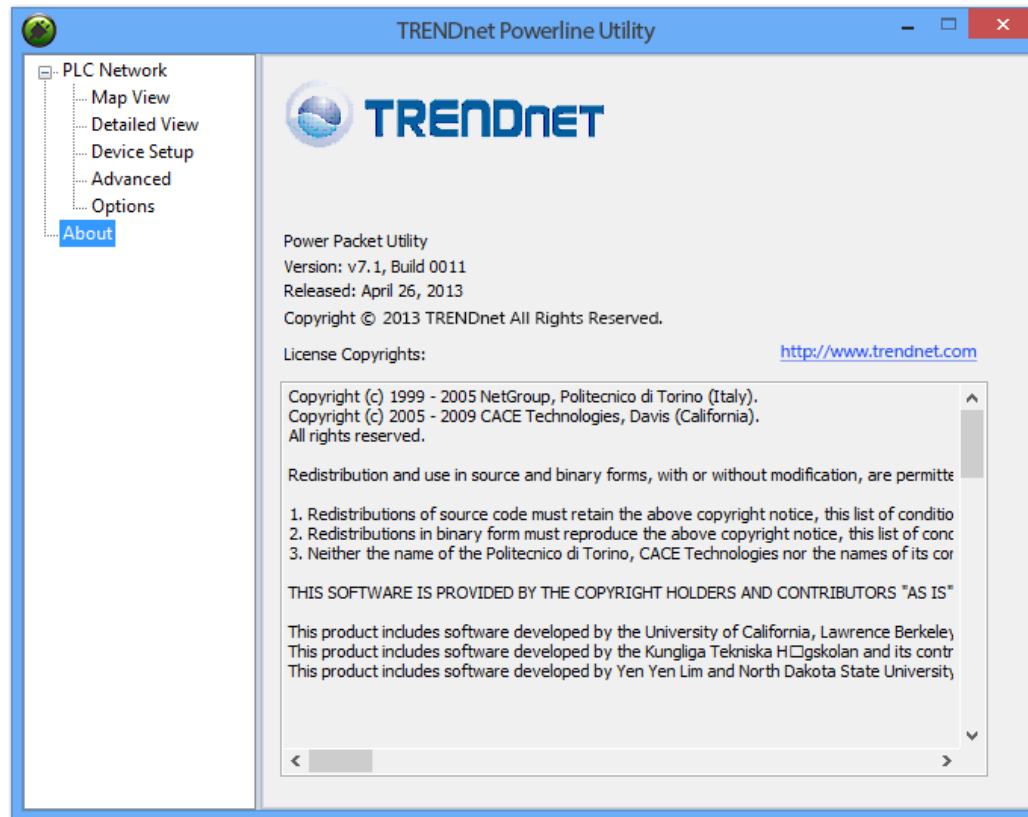 TRENDnet Powerline Utility
PLC Network
Map View
Detailed View
Device Setup
Advanced
Options
About
TRENDNET
Power Packet Utility
Version: v7.1, Build 0011
Released: April 26, 2013
Copyright © 2013 TRENDnet All Rights Reserved.
License Copyrights:
http://www.trendnet.com
Copyright (c) 1999 - 2005 NetGroup, Politecnico di Torino (Italy).
Copyright (c) 2005 - 2009 CACE Technologies, Davis (California).
All rights reserved.
Redistribution and use in source and binary forms, with or without modification, are permitte
1. Redistributions of source code must retain the above copyright notice, this list of conditio
2. Redistributions in binary form must reproduce the above copyright notice, this list of conc
3. Neither the name of the Politecnico di Torino, CACE Technologies nor the names of its cor
THIS SOFTWARE IS PROVIDED BY THE COPYRIGHT HOLDERS AND CONTRIBUTORS "AS IS"
This product includes software developed by the University of California, Lawrence Berkeley
This product includes software developed by the Kungliga Tekniska H□gskolan and its contr
This product includes software developed by Yen Yen Lim and North Dakota State University